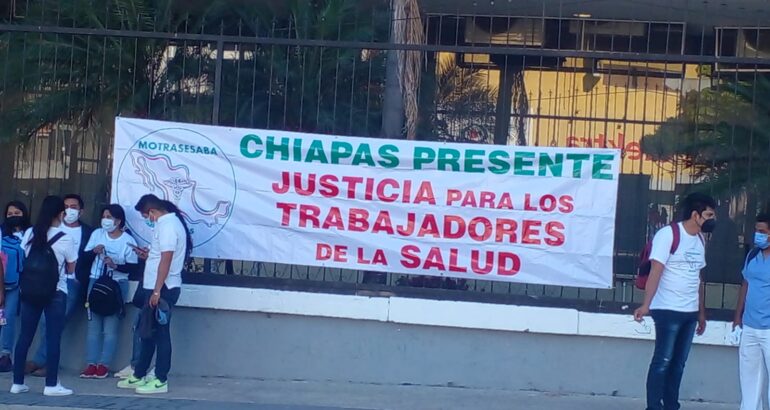 MOTRASESABA
CHIAPAS PRESENTE
JUSTICIA PARA LOS
TRABAJADORES
DE LA SALUD